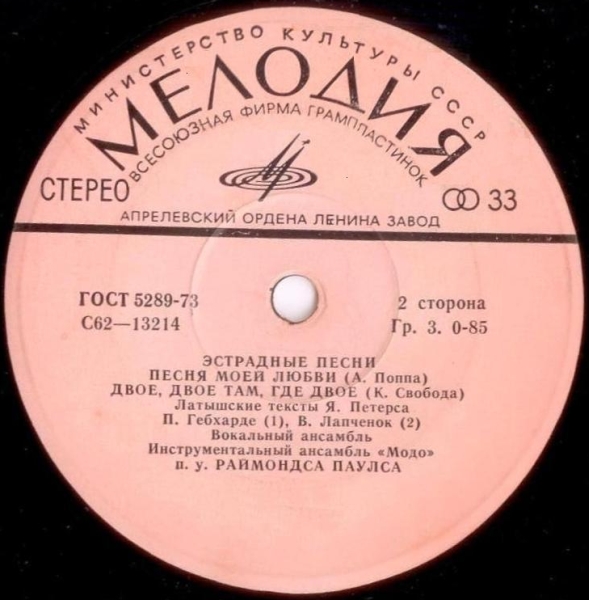 МИНИСТЕРСТВО КУЛЬТУРЫ СССР
МЕЛОДИЯ
ВСЕСОЮЗНАЯ ФИРМА ГРАМПЛАСТИНОК
СТЕРЕО
33
АПРЕЛЕВСКИЙ ОРДЕНА ЛЕНИНА ЗАВОД
ГОСТ 5289-73
2 сторона
С62—13214
Гр. 3. 0-85
ЭСТРАДНЫЕ ПЕСНИ
ПЕСНЯ МОЕЙ ЛЮБВИ (А. Поппа)
ДВОЕ, ДВОЕ ТАМ, ГДЕ ДВОЕ (К. Свобода)
Латышские тексты Я. Петерса
П. Гебхарде (1), В. Лапченок (2)
Вокальный ансамбль
Инструментальный ансамбль «Модо»
п. у. РАЙМОНДСА ПАУЛСА